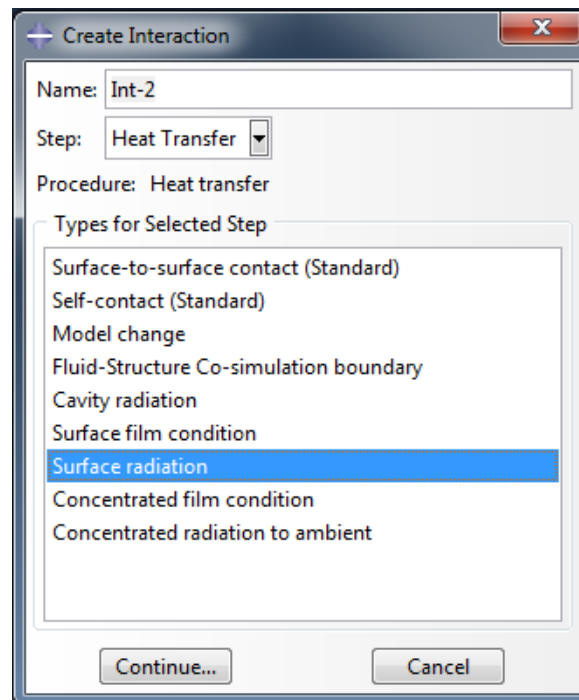 Create Interaction
Name: Int-2
Step: Heat Transfer
Procedure: Heat transfer
Types for Selected Step
Surface-to-surface contact (Standard)
Self-contact (Standard)
Model change
Fluid-Structure Co-simulation boundary
Cavity radiation
Surface film condition
Surface radiation
Concentrated film condition
Concentrated radiation to ambient
Continue... Cancel